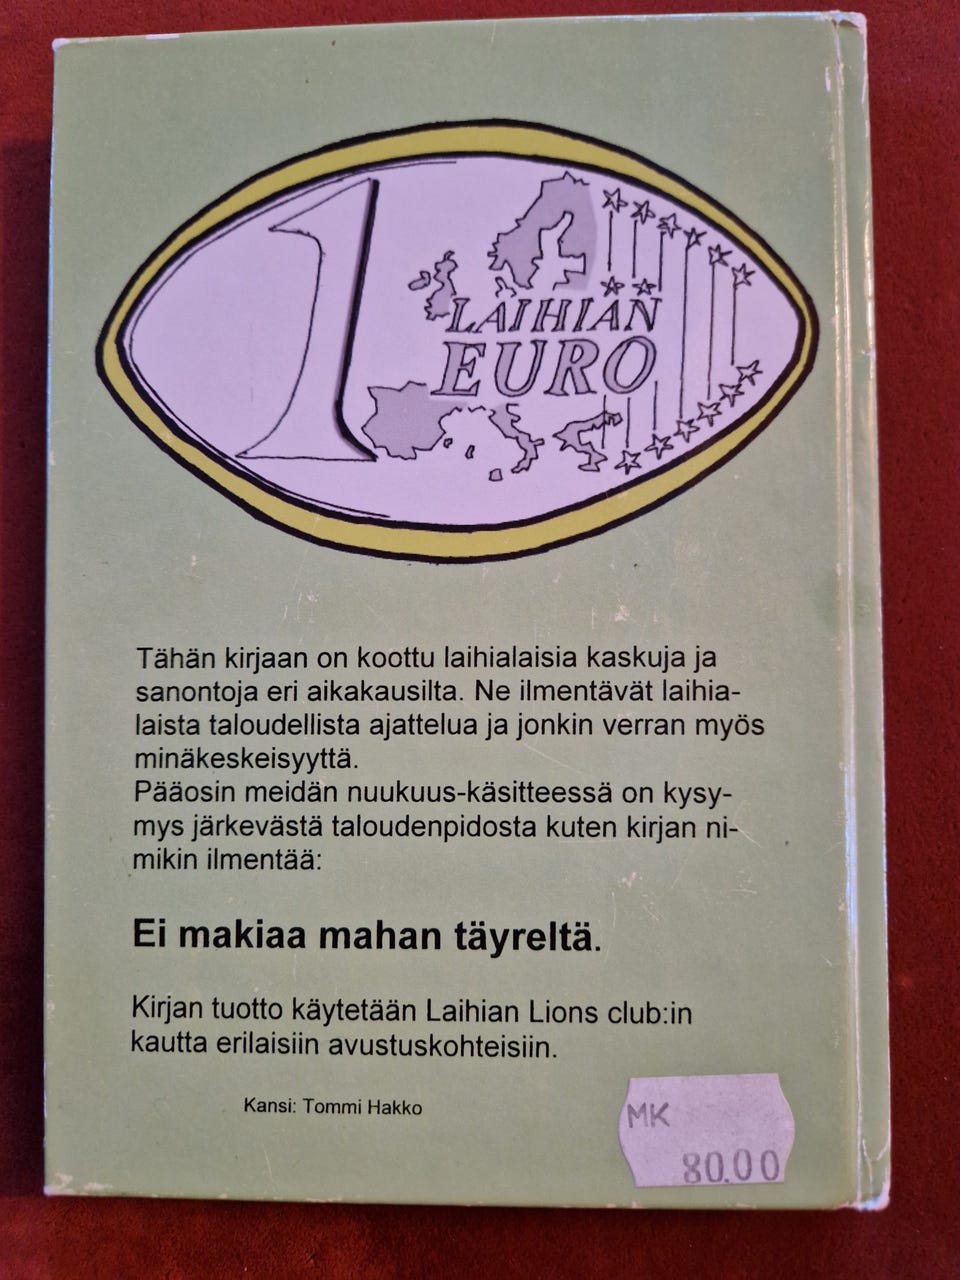 1
LAIHIAN
EURO
Tähän kirjaan on koottu laihialaisia kaskuja ja
sanontoja eri aikakausilta. Ne ilmentävät laihia-
laista taloudellista ajattelua ja jonkin verran myös
minäkeskeisyyttä.
Pääosin meidän nuukuus-käsitteessä on kysy-
mys järkevästä taloudenpidosta kuten kirjan ni-
mikin ilmentää:
Ei makiaa mahan täyreltä.
Kirjan tuotto käytetään Laihian Lions club:in
kautta erilaisiin avustuskohteisiin.
Kansi: Tommi Hakko
MK
80.00